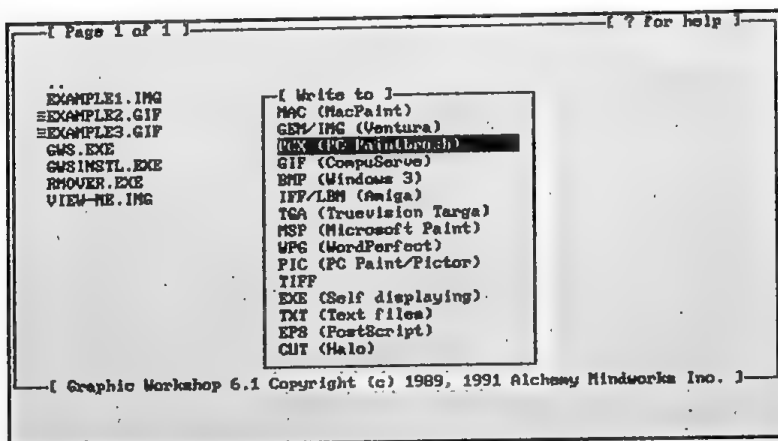 [ Page 1 of 1 ]
[ ? for help ]
..
EXAMPLE1.IMG
≡EXAMPLE2.GIF
≡EXAMPLE3.GIF
GWS.EXE
GWSINSTL.EXE
RMOVER.EXE
VIEW-ME.IMG
[ Write to ]
MAC (MacPaint)
GEM/IMG (Ventura)
PCX (PC Paintbrush)
GIF (CompuServe)
BMP (Windows 3)
IFF/LBM (Amiga)
TGA (Truevision Targa)
MSP (Microsoft Paint)
WPG (WordPerfect)
PIC (PC Paint/Pictor)
TIFF
EXE (Self displaying)
TXT (Text files)
EPS (PostScript)
CUT (Halo)
[ Graphic Workshop 6.1 Copyright (c) 1989, 1991 Alchemy Mindworks Inc. ]